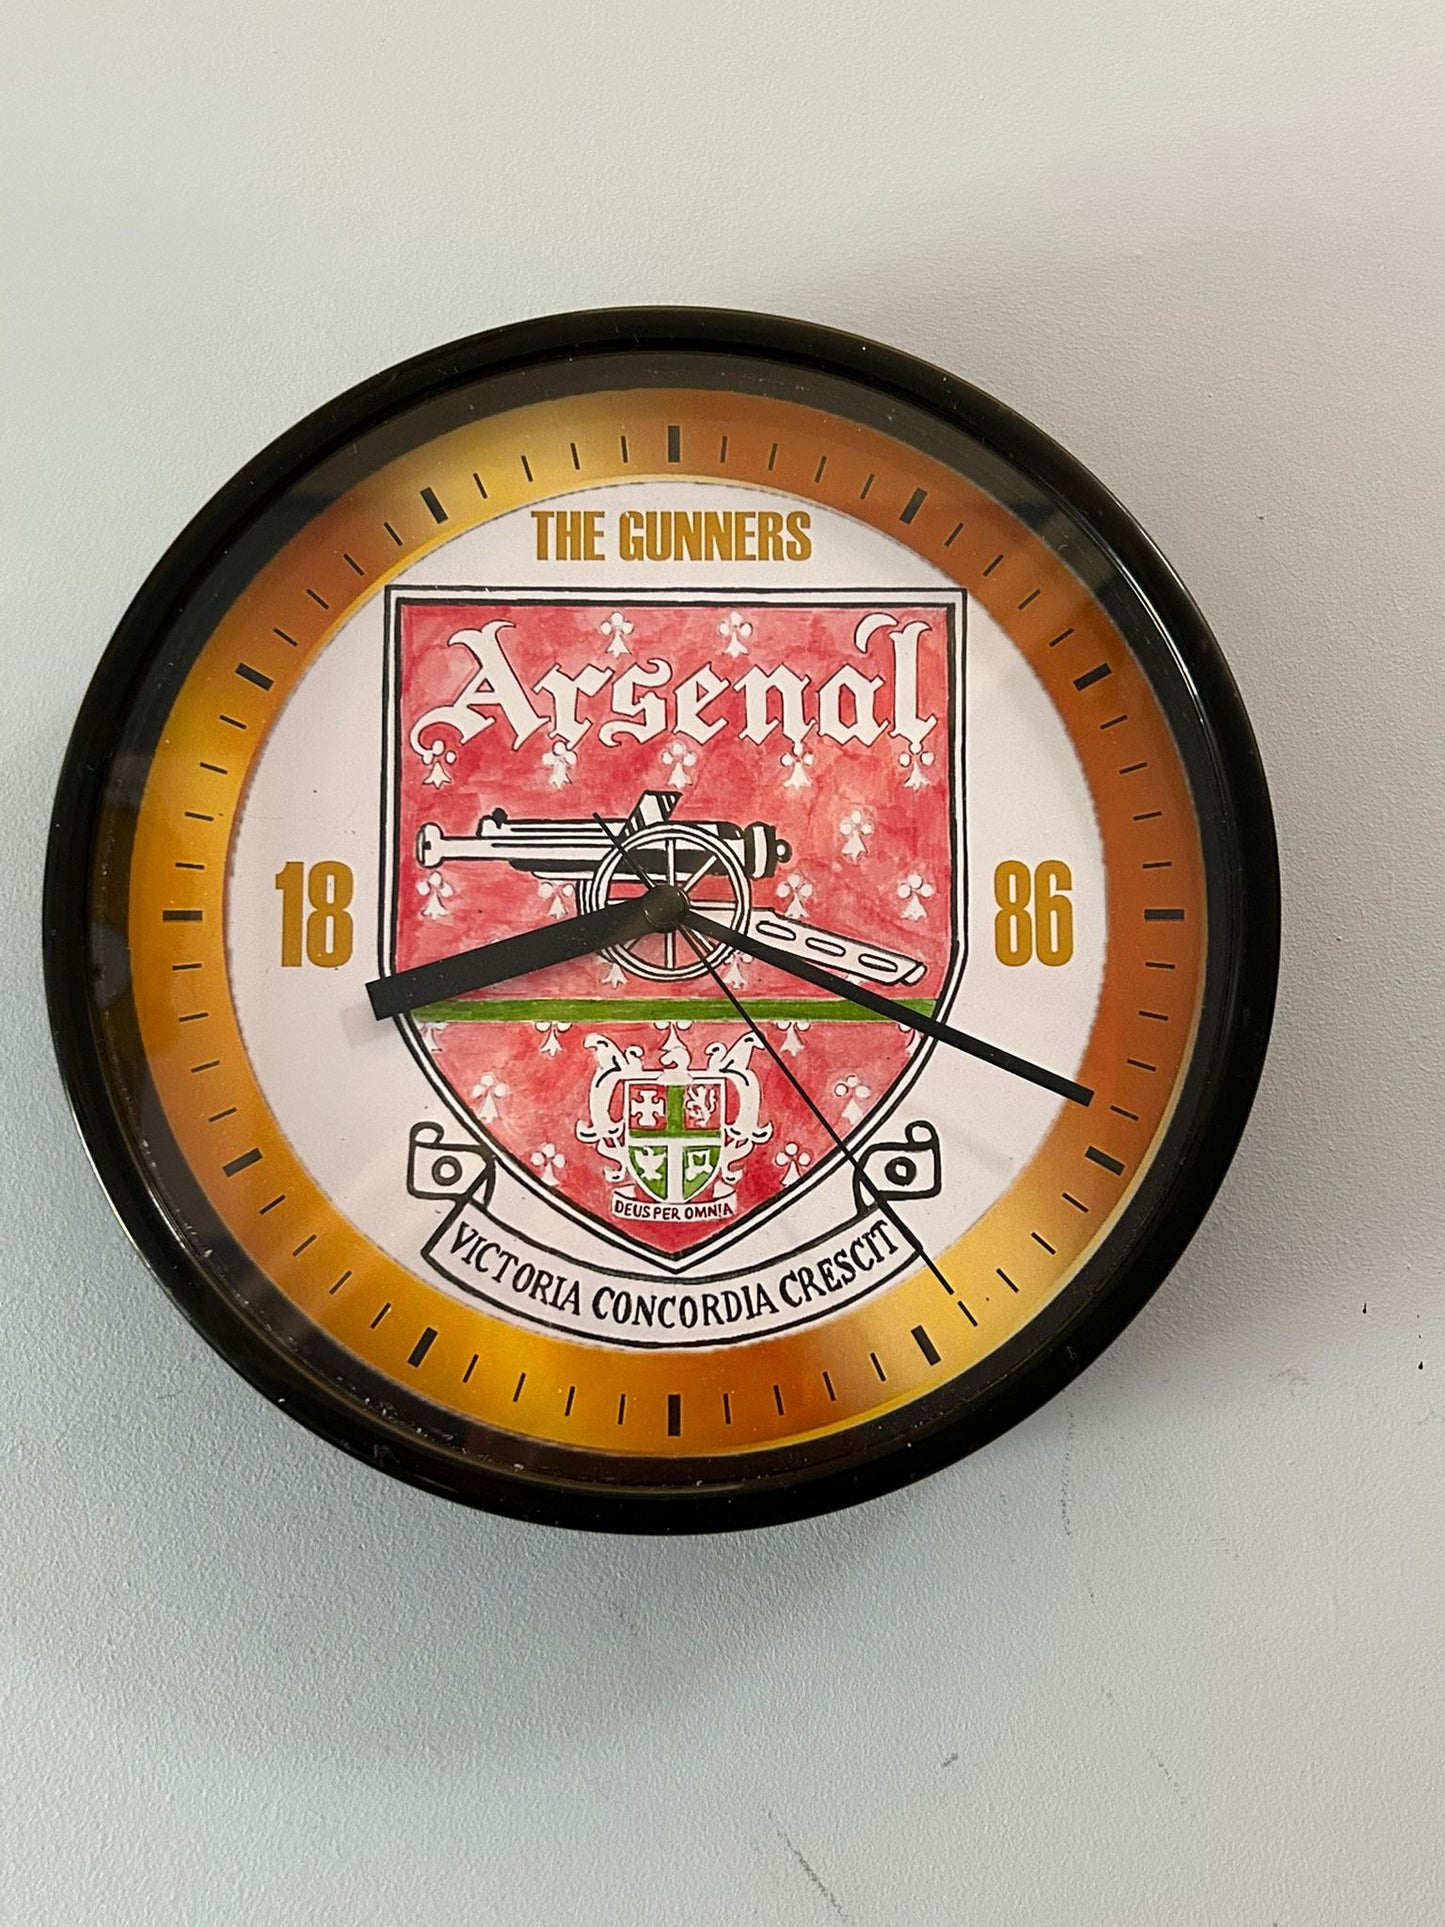 THE GUNNERS
Arsenal
18 86
DEUS PER OMNIA
VICTORIA CONCORDIA CRESCIT